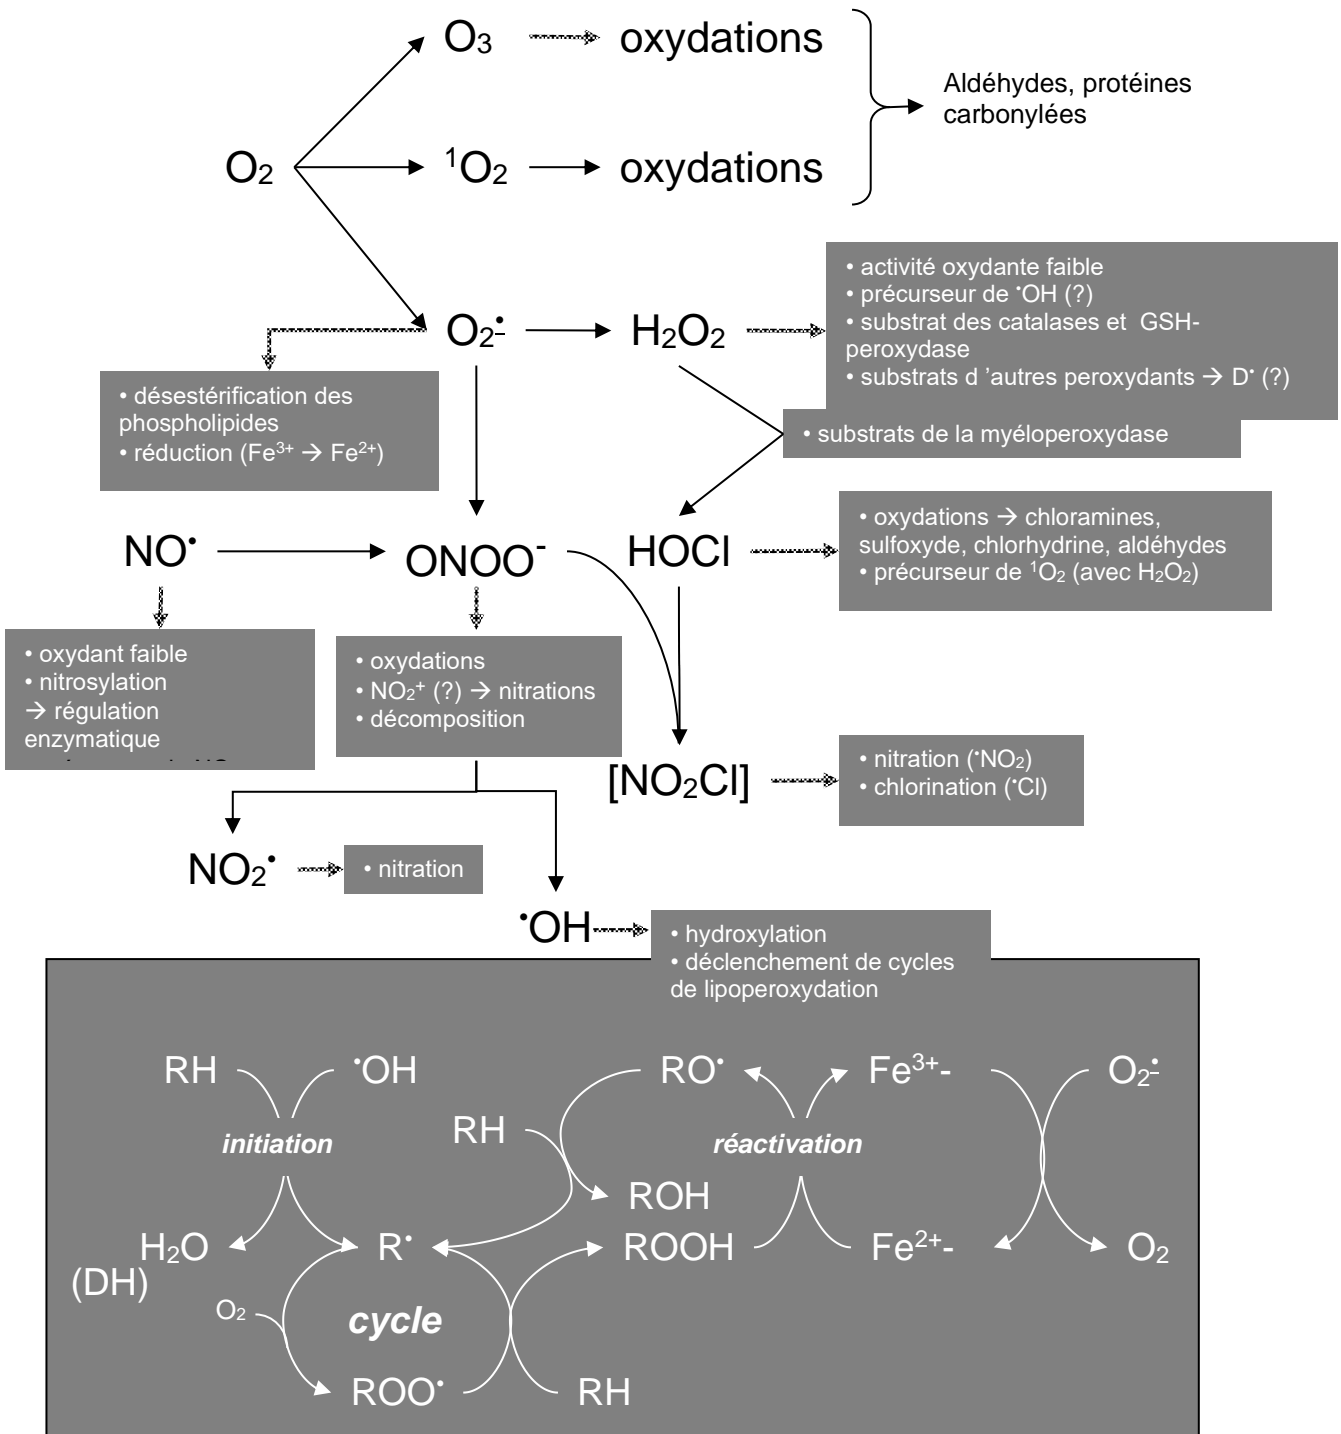 O3
oxydations
Aldéhydes, protéines
carbonylées
O2
1O2
oxydations
• activité oxydante faible
• précurseur de •OH (?)
• substrat des catalases et GSH-
peroxydase
• substrats d 'autres peroxydants → D• (?)
O2•-
H2O2
• désestérification des
phospholipides
• réduction (Fe3+ → Fe2+)
• substrats de la myéloperoxydase
NO•
ONOO-
HOCl
• oxydations → chloramines,
sulfoxyde, chlorhydrine, aldéhydes
• précurseur de 1O2 (avec H2O2)
• oxydant faible
• nitrosylation
→ régulation
enzymatique
• oxydations
• NO2+ (?) → nitrations
• décomposition
[NO2Cl]
• nitration (•NO2)
• chlorination (•Cl)
NO2•
• nitration
•OH
• hydroxylation
• déclenchement de cycles
de lipoperoxydation
RH
•OH
RO•
Fe3+-
O2•-
initiation
RH
réactivation
ROH
H2O
(DH)
R•
ROOH
Fe2+-
O2
O2
cycle
ROO•
RH